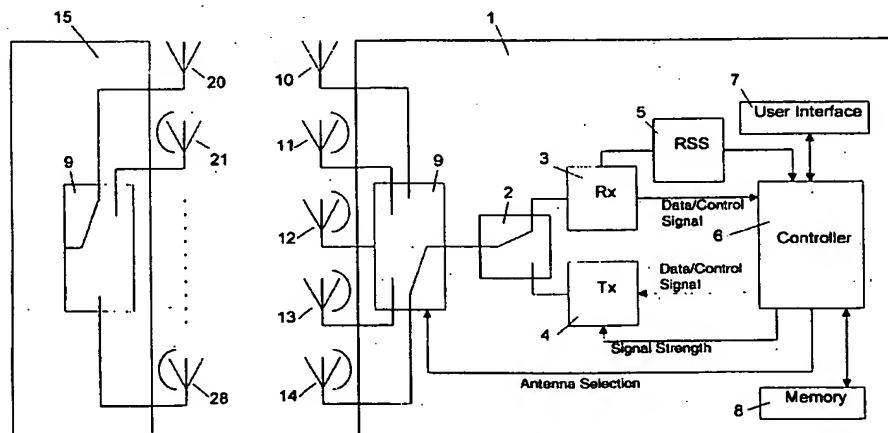 15
1
20
10
7
User Interface
21
11
5
RSS
9
9
3
Rx
2
Data/Control
Signal
6
Controller
12
Data/Control
Signal
Tx
13
4
Signal Strength
28
14
Antenna Selection
8
Memory